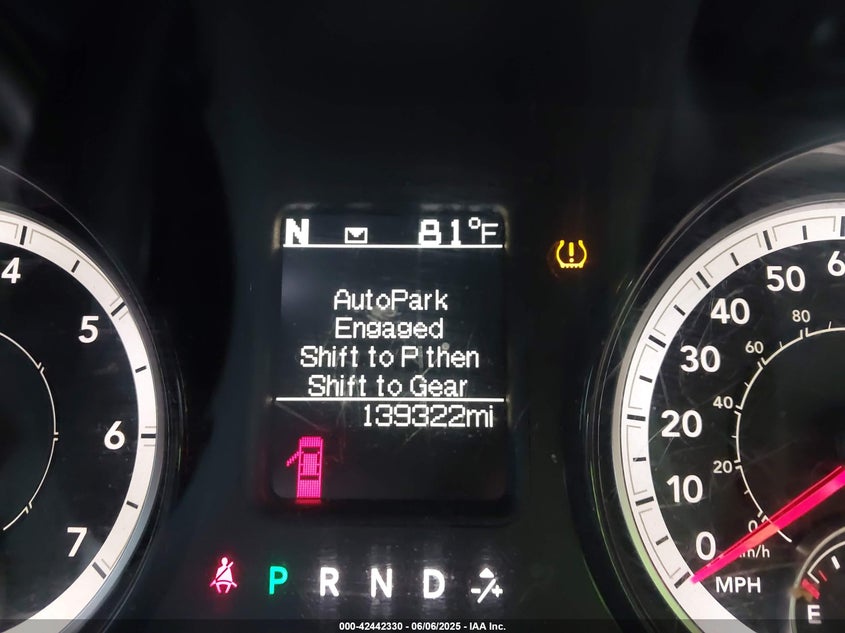 N 81°F
AutoPark
Engaged
Shift to P then
Shift to Gear
139322mi
4
5
6
7
0
10
20
30
40
50
20
40
60
80
0
km/h
MPH
E
P R N D
000-42442330 - 06/06/2025 - IAA Inc.